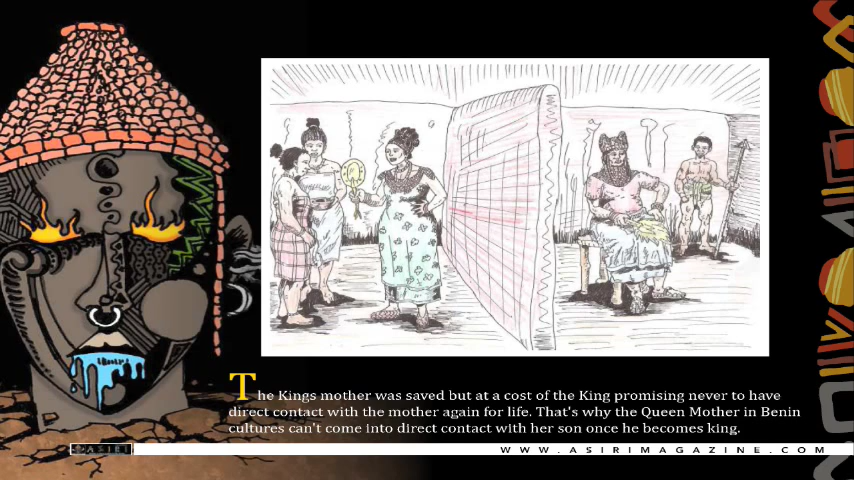 The Kings mother was saved but at a cost of the King promising never to have
direct contact with the mother again for life. That's why the Queen Mother in Benin
cultures can't come into direct contact with her son once he becomes king.
ASIRI
WWW.ASIRIMAGAZINE.COM